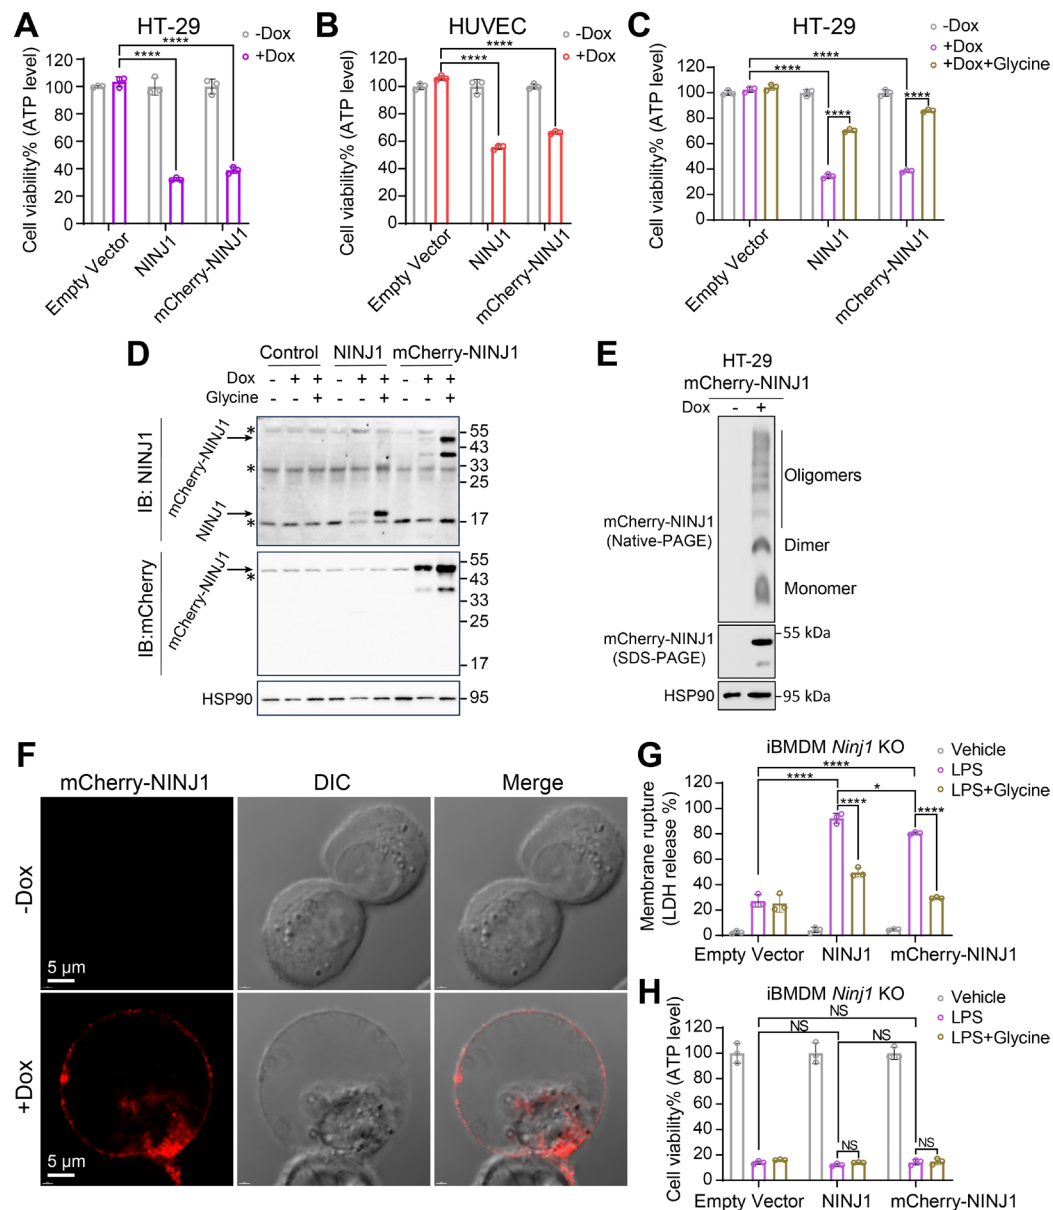 A
HT-29
-Dox
+Dox
****
****
Cell viability% (ATP level)
120
100
80
60
40
20
0
Empty Vector
NINJ1
mCherry-NINJ1
B
HUVEC
-Dox
+Dox
****
****
Cell viability% (ATP level)
120
100
80
60
40
20
0
Empty Vector
NINJ1
mCherry-NINJ1
C
HT-29
-Dox
+Dox
+Dox+Glycine
****
****
****
****
Cell viability% (ATP level)
120
100
80
60
40
20
0
Empty Vector
NINJ1
mCherry-NINJ1
D
Control NINJ1 mCherry-NINJ1
Dox - + + - + + - + +
Glycine - - + - - + - - +
IB: NINJ1
mCherry-NINJ1
NINJ1
*
*
*
55
43
33
25
17
IB:mCherry
mCherry-NINJ1
*
55
43
33
25
17
HSP90
95
E
HT-29
mCherry-NINJ1
Dox - +
Oligomers
mCherry-NINJ1
(Native-PAGE)
Dimer
Monomer
mCherry-NINJ1
(SDS-PAGE)
55 kDa
HSP90
95 kDa
F
mCherry-NINJ1 DIC Merge
-Dox
5 µm
+Dox
5 µm
G
iBMDM Ninj1 KO
Vehicle
LPS
LPS+Glycine
****
****
*
****
****
Membrane rupture
(LDH release %)
120
100
80
60
40
20
0
Empty Vector NINJ1 mCherry-NINJ1
H
iBMDM Ninj1 KO
Vehicle
LPS
LPS+Glycine
NS
NS
NS
NS
NS
Cell viability% (ATP level)
120
100
80
60
40
20
0
Empty Vector NINJ1 mCherry-NINJ1